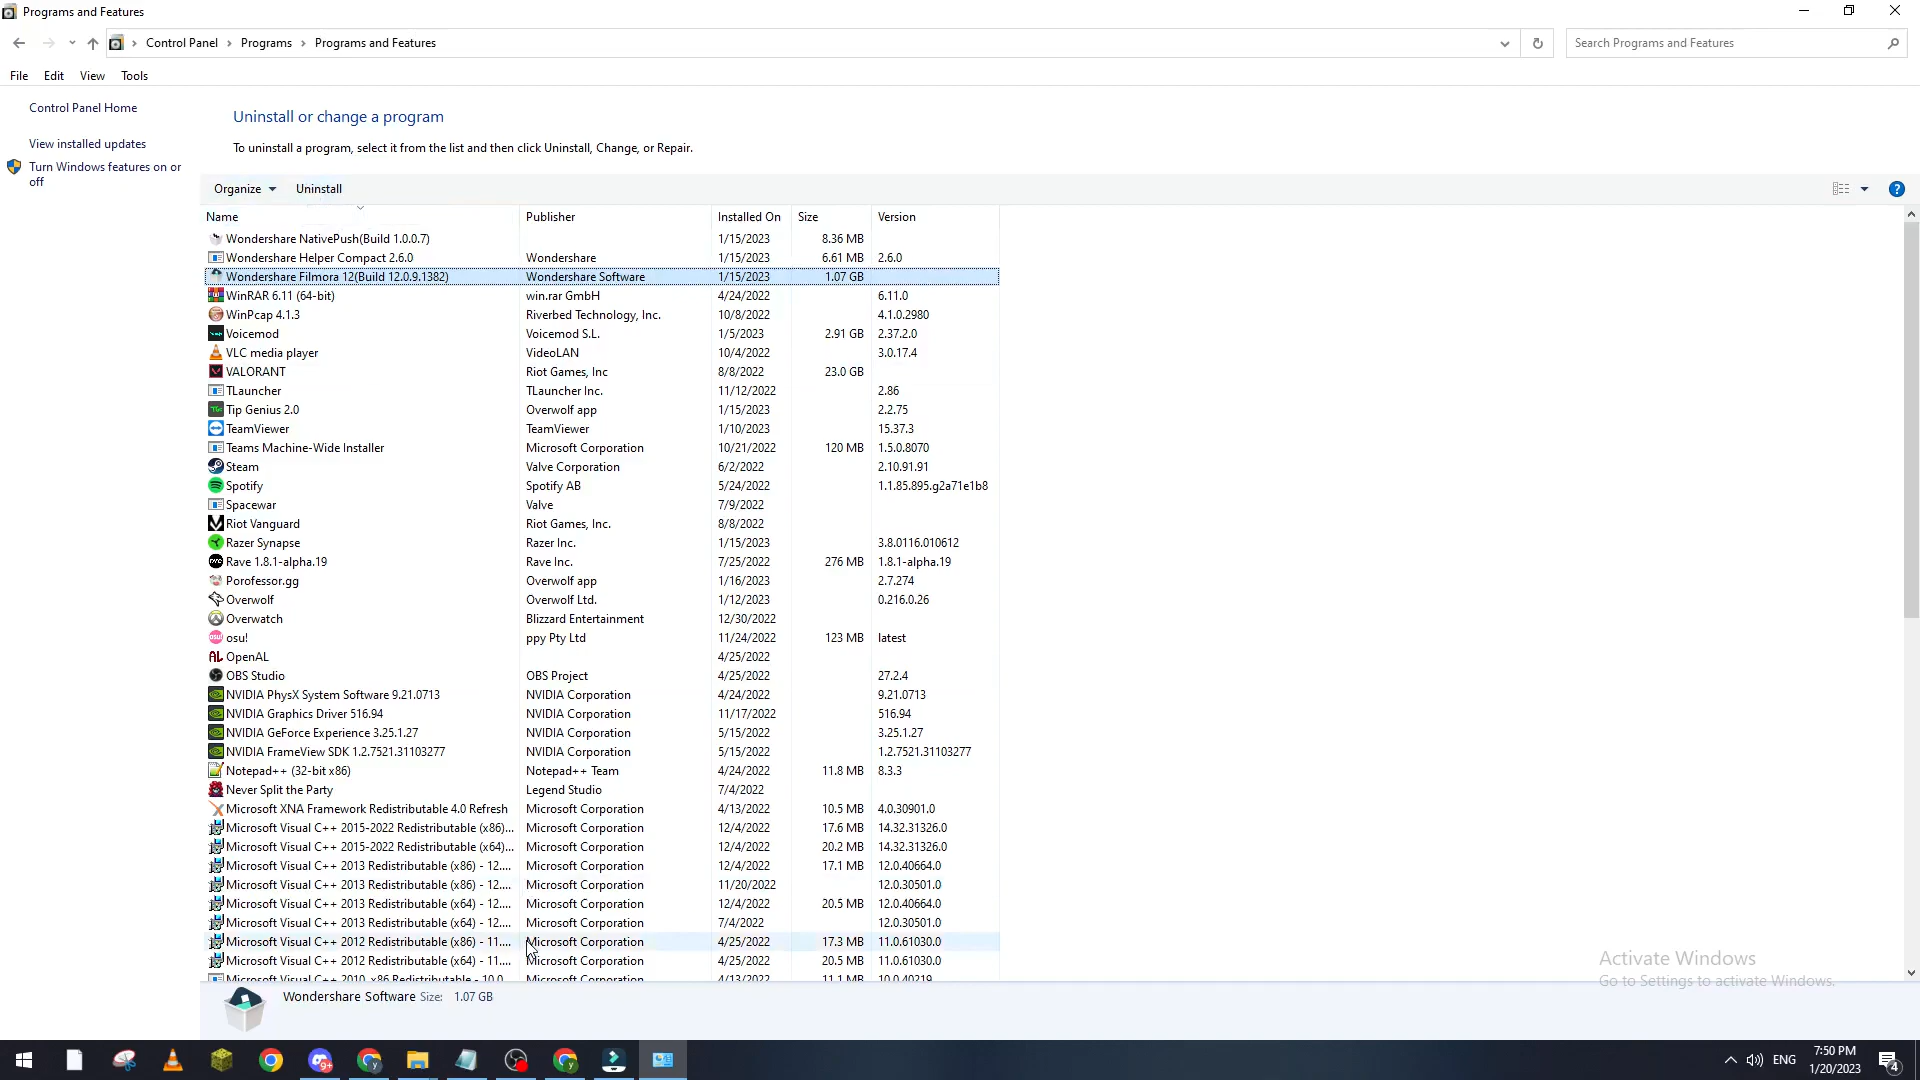 Programs and Features
Control Panel > Programs > Programs and Features
Search Programs and Features
File Edit View Tools
Control Panel Home
View installed updates
Turn Windows features on or
off
Uninstall or change a program
To uninstall a program, select it from the list and then click Uninstall, Change, or Repair.
Organize Uninstall
Name Publisher Installed On Size Version
Wondershare NativePush(Build 1.0.0.7) 1/15/2023 8.36 MB
Wondershare Helper Compact 2.6.0 Wondershare 1/15/2023 6.61 MB 2.6.0
Wondershare Filmora 12(Build 12.0.9.1382) Wondershare Software 1/15/2023 1.07 GB
WinRAR 6.11 (64-bit) win.rar GmbH 4/24/2022 6.11.0
WinPcap 4.1.3 Riverbed Technology, Inc. 10/8/2022 4.1.0.2980
Voicemod Voicemod S.L. 1/5/2023 2.91 GB 2.37.2.0
VLC media player VideoLAN 10/4/2022 3.0.17.4
VALORANT Riot Games, Inc 8/8/2022 23.0 GB
TLauncher TLauncher Inc. 11/12/2022 2.86
Tip Genius 2.0 Overwolf app 1/15/2023 2.2.75
TeamViewer TeamViewer 1/10/2023 15.37.3
Teams Machine-Wide Installer Microsoft Corporation 10/21/2022 120 MB 1.5.0.8070
Steam Valve Corporation 6/2/2022 2.10.91.91
Spotify Spotify AB 5/24/2022 1.1.85.895.g2a71e1b8
Spacewar Valve 7/9/2022
Riot Vanguard Riot Games, Inc. 8/8/2022
Razer Synapse Razer Inc. 1/15/2023 3.8.0116.010612
Rave 1.8.1-alpha.19 Rave Inc. 7/25/2022 276 MB 1.8.1-alpha.19
Porofessor.gg Overwolf app 1/16/2023 2.7.274
Overwolf Overwolf Ltd. 1/12/2023 0.216.0.26
Overwatch Blizzard Entertainment 12/30/2022
osu! ppy Pty Ltd 11/24/2022 123 MB latest
OpenAL 4/25/2022
OBS Studio OBS Project 4/25/2022 27.2.4
NVIDIA PhysX System Software 9.21.0713 NVIDIA Corporation 4/24/2022 9.21.0713
NVIDIA Graphics Driver 516.94 NVIDIA Corporation 11/17/2022 516.94
NVIDIA GeForce Experience 3.25.1.27 NVIDIA Corporation 5/15/2022 3.25.1.27
NVIDIA FrameView SDK 1.2.7521.31103277 NVIDIA Corporation 5/15/2022 1.2.7521.31103277
Notepad++ (32-bit x86) Notepad++ Team 4/24/2022 11.8 MB 8.3.3
Never Split the Party Legend Studio 7/4/2022
Microsoft XNA Framework Redistributable 4.0 Refresh Microsoft Corporation 4/13/2022 10.5 MB 4.0.30901.0
Microsoft Visual C++ 2015-2022 Redistributable (x86)... Microsoft Corporation 12/4/2022 17.6 MB 14.32.31326.0
Microsoft Visual C++ 2015-2022 Redistributable (x64)... Microsoft Corporation 12/4/2022 20.2 MB 14.32.31326.0
Microsoft Visual C++ 2013 Redistributable (x86) - 12.... Microsoft Corporation 12/4/2022 17.1 MB 12.0.40664.0
Microsoft Visual C++ 2013 Redistributable (x86) - 12.... Microsoft Corporation 11/20/2022 12.0.30501.0
Microsoft Visual C++ 2013 Redistributable (x64) - 12.... Microsoft Corporation 12/4/2022 20.5 MB 12.0.40664.0
Microsoft Visual C++ 2013 Redistributable (x64) - 12.... Microsoft Corporation 7/4/2022 12.0.30501.0
Microsoft Visual C++ 2012 Redistributable (x86) - 11.... Microsoft Corporation 4/25/2022 17.3 MB 11.0.61030.0
Microsoft Visual C++ 2012 Redistributable (x64) - 11.... Microsoft Corporation 4/25/2022 20.5 MB 11.0.61030.0
Microsoft Visual C++ 2010 x86 Redistributable - 10.0.... Microsoft Corporation 4/13/2022 11.1 MB 10.0.40219
Activate Windows
Go to Settings to activate Windows.
Wondershare Software Size: 1.07 GB
ENG
7:50 PM
1/20/2023
4